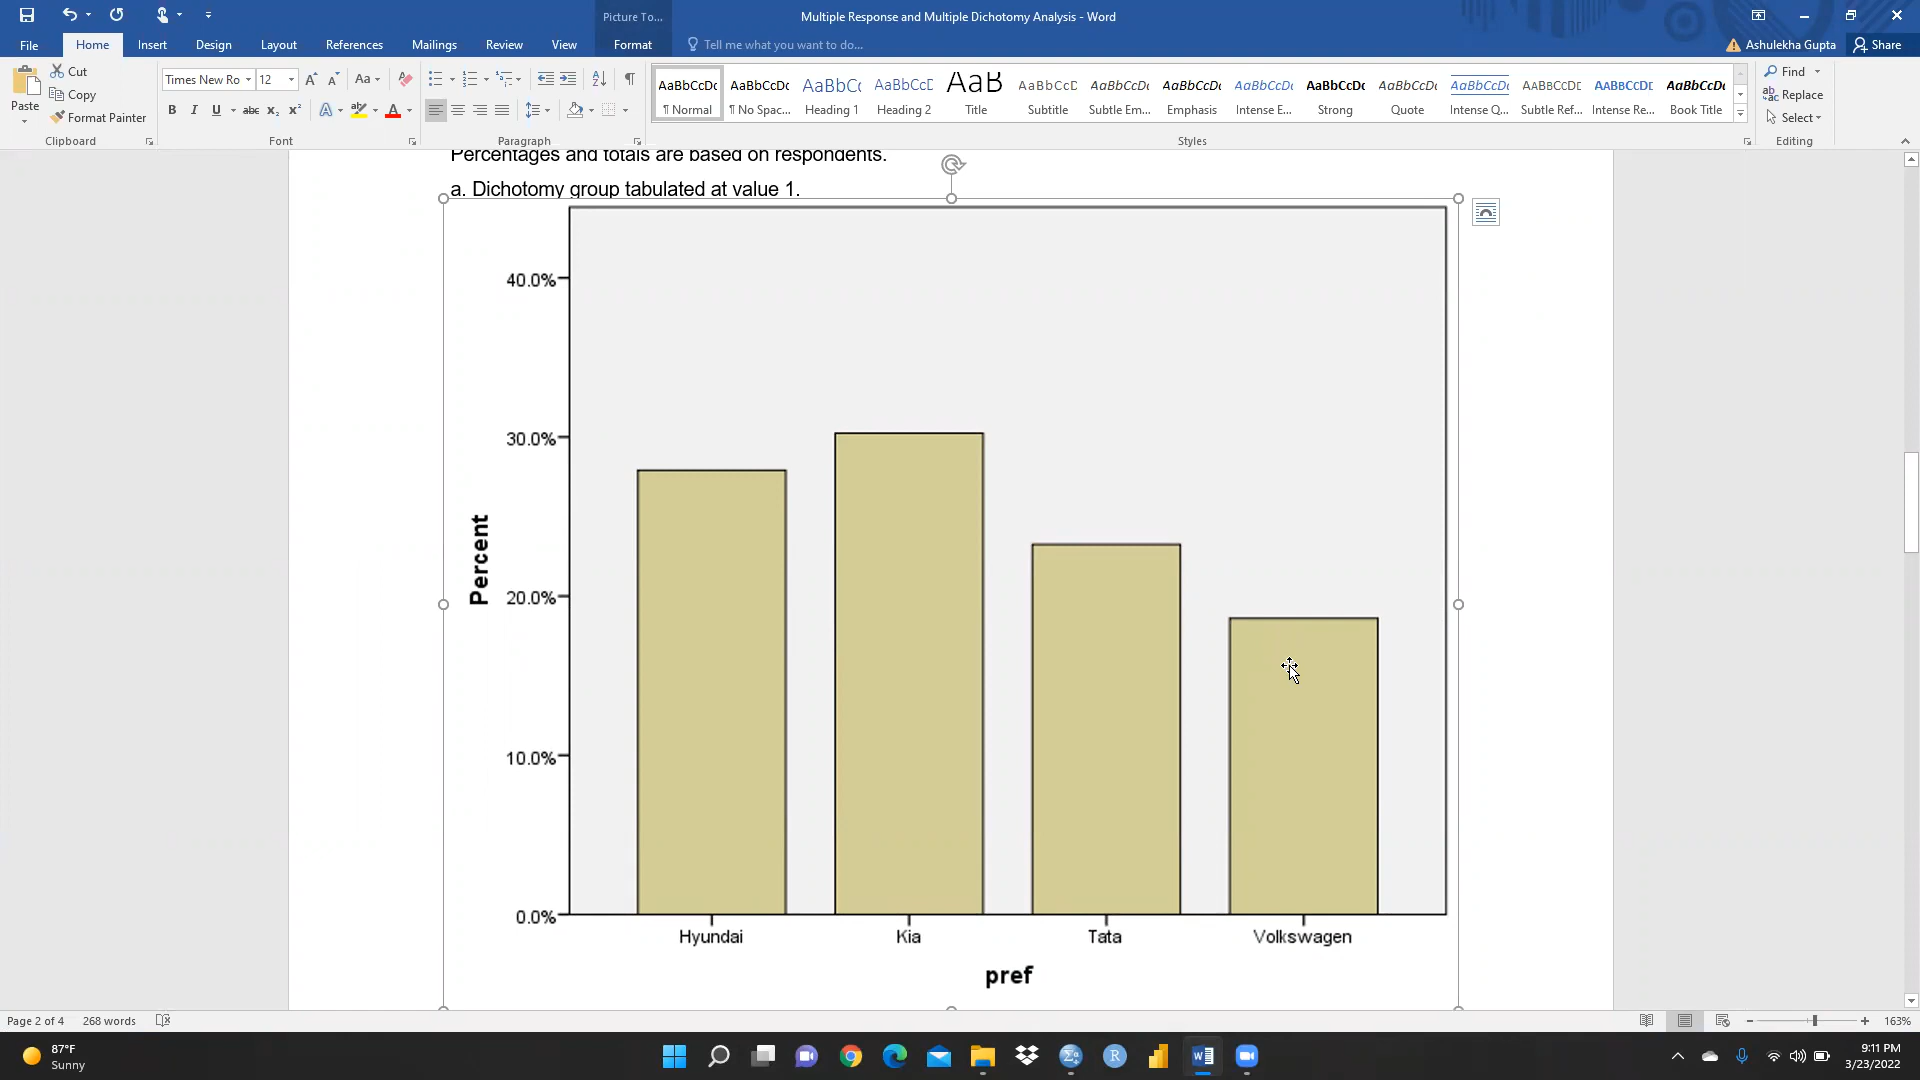 Picture To...
Multiple Response and Multiple Dichotomy Analysis - Word
File Home Insert Design Layout References Mailings Review View Format Tell me what you want to do... Ashulekha Gupta Share
Paste
Cut
Copy
Format Painter
Clipboard
Times New Ro 12
Font
Paragraph
AaBbCcDc AaBbCcDc AaBbCc AaBbCcD AaB AaBbCcD AaBbCcDc AaBbCcDc AaBbCcDc AaBbCcDc AaBbCcDc AaBbCcDc AABBCCDD AABBCCDD AaBbCcDc
¶ Normal ¶ No Spac... Heading 1 Heading 2 Title Subtitle Subtle Em... Emphasis Intense E... Strong Quote Intense Q... Subtle Ref... Intense Re... Book Title
Styles
Find
Replace
Select
Editing
Percentages and totals are based on respondents.
a. Dichotomy group tabulated at value 1.
40.0%
30.0%
20.0%
10.0%
0.0%
Percent
Hyundai Kia Tata Volkswagen
pref
Page 2 of 4 268 words 163%
87°F
Sunny
9:11 PM
3/23/2022